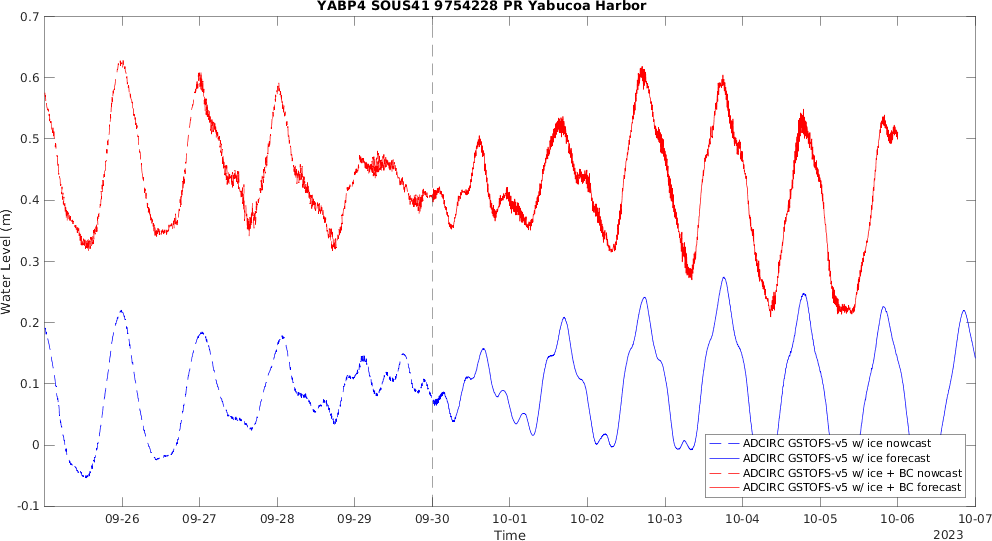 YABP4 SOUS41 9754228 PR Yabucoa Harbor
0.7
0.6
0.5
0.4
0.3
0.2
0.1
0
-0.1
Water Level (m)
ADCIRC GSTOFS-v5 w/ ice nowcast
ADCIRC GSTOFS-v5 w/ ice forecast
ADCIRC GSTOFS-v5 w/ ice + BC nowcast
ADCIRC GSTOFS-v5 w/ ice + BC forecast
09-26 09-27 09-28 09-29 09-30 10-01 10-02 10-03 10-04 10-05 10-06 10-07
Time
2023